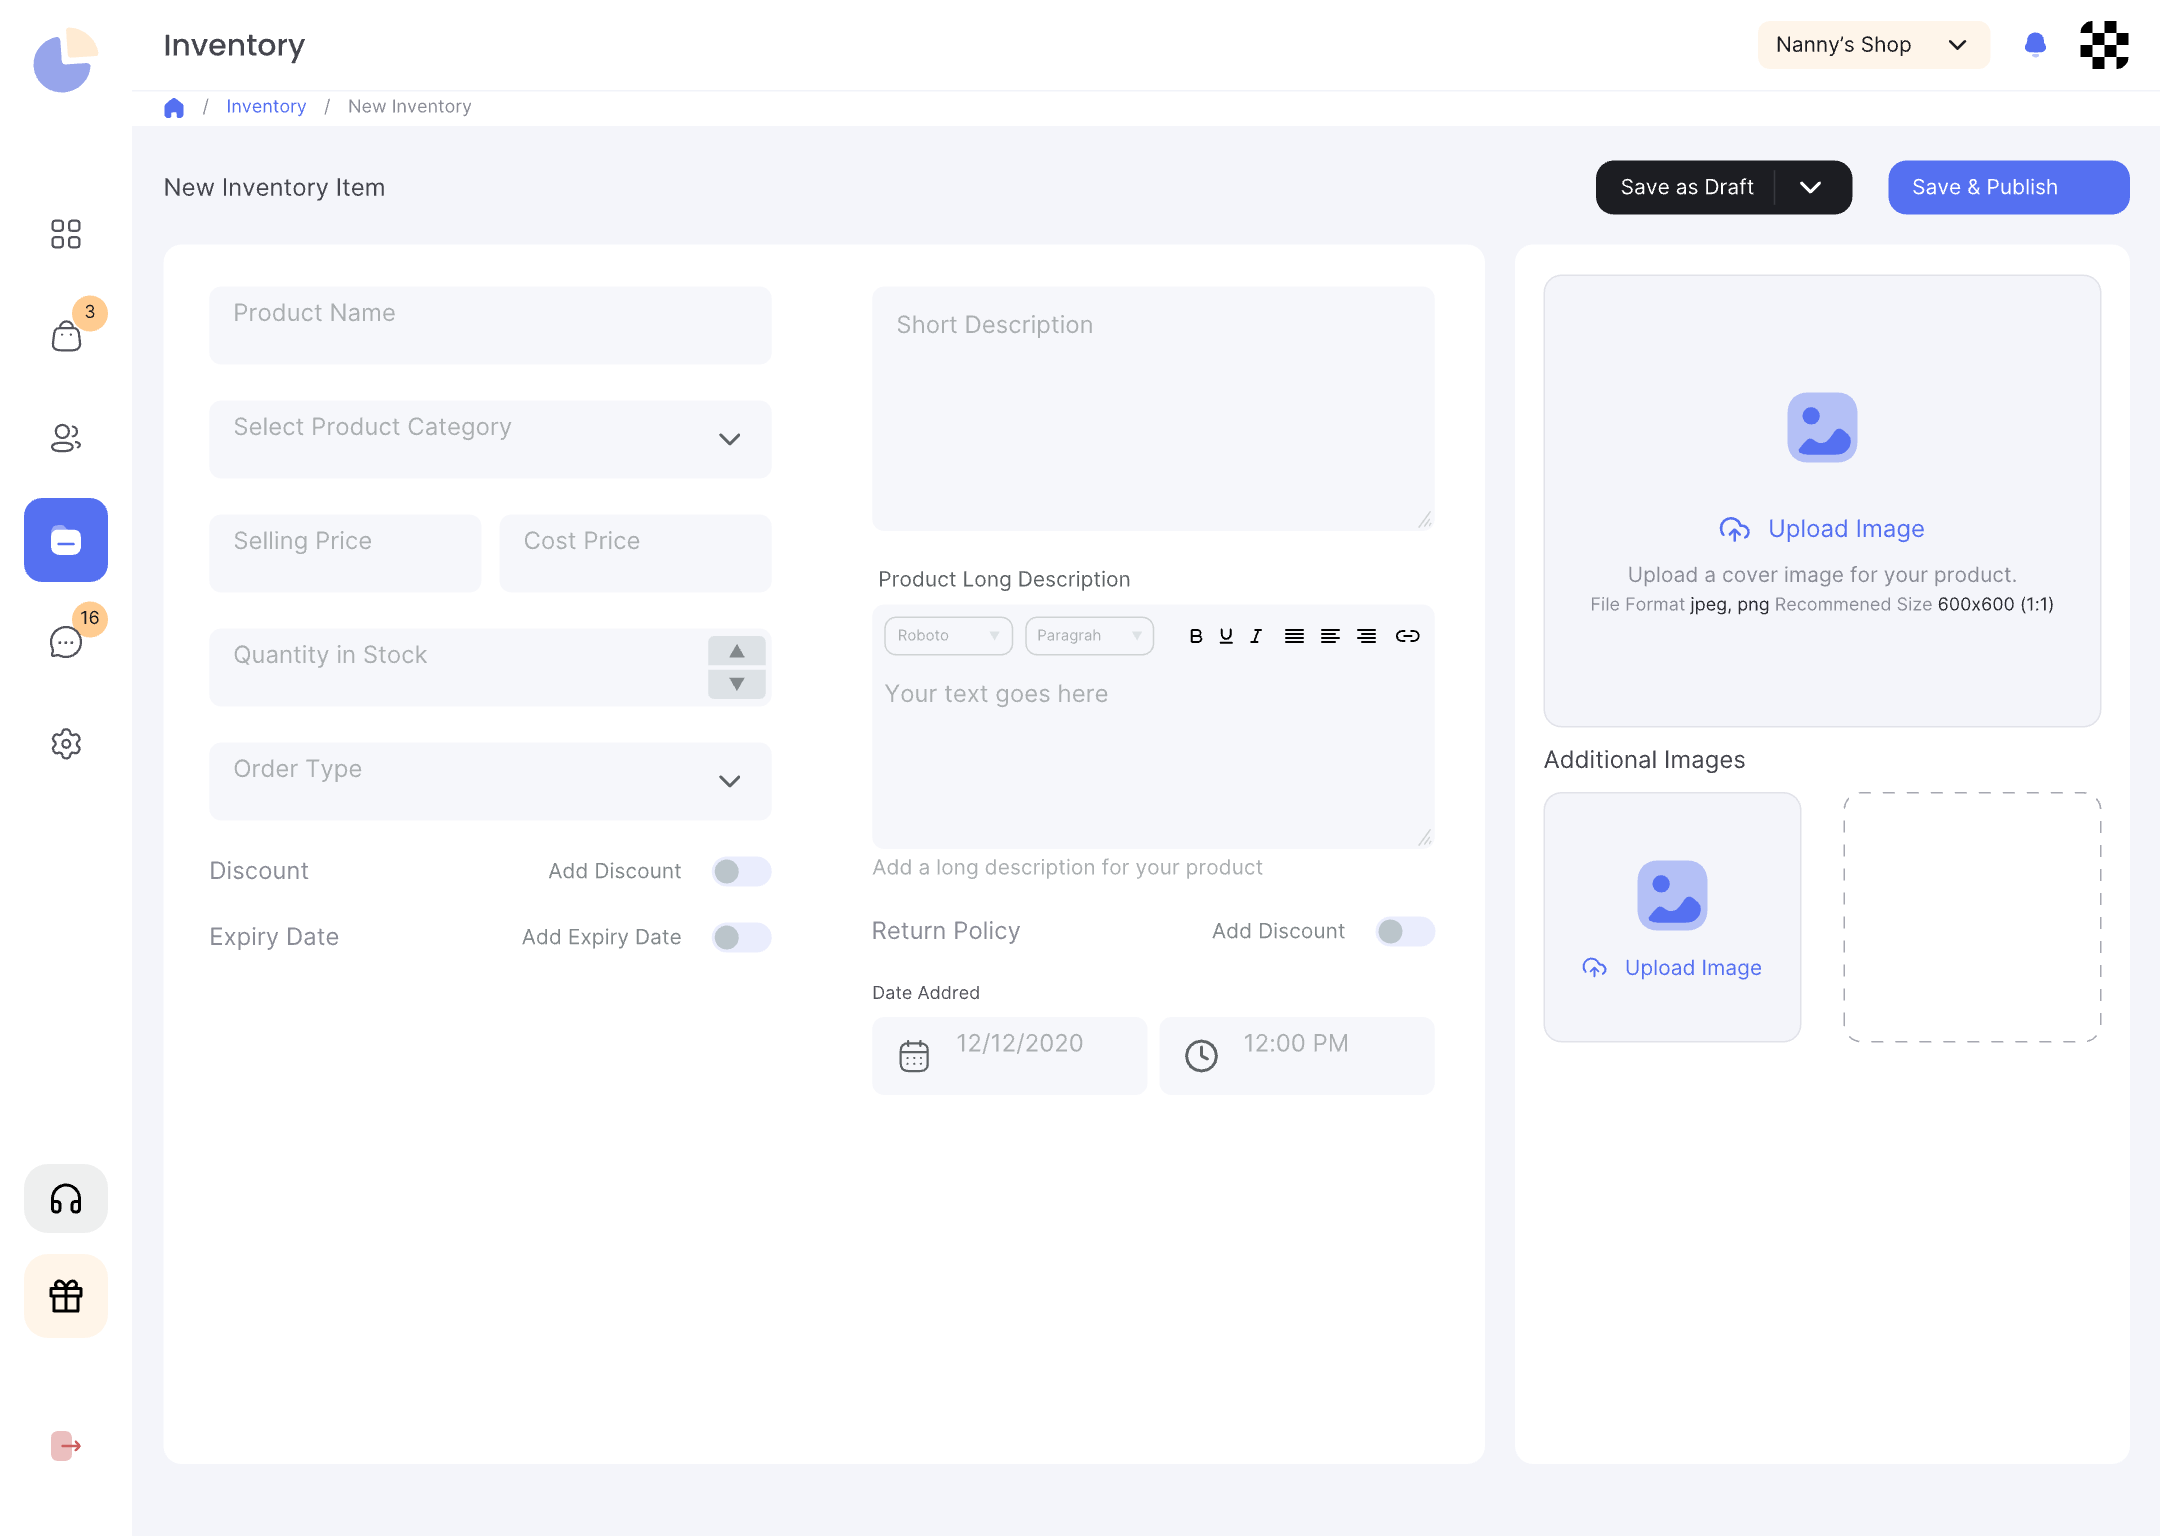 Inventory
Nanny's Shop
/ Inventory / New Inventory
New Inventory Item
Save as Draft
Save & Publish
3
16
Product Name
Select Product Category
Selling Price
Cost Price
Quantity in Stock
Order Type
Discount
Add Discount
Expiry Date
Add Expiry Date
Short Description
Product Long Description
Roboto
Paragrah
B U I
Your text goes here
Add a long description for your product
Return Policy
Add Discount
Date Addred
12/12/2020
12:00 PM
Upload Image
Upload a cover image for your product.
File Format jpeg, png Recommened Size 600x600 (1:1)
Additional Images
Upload Image